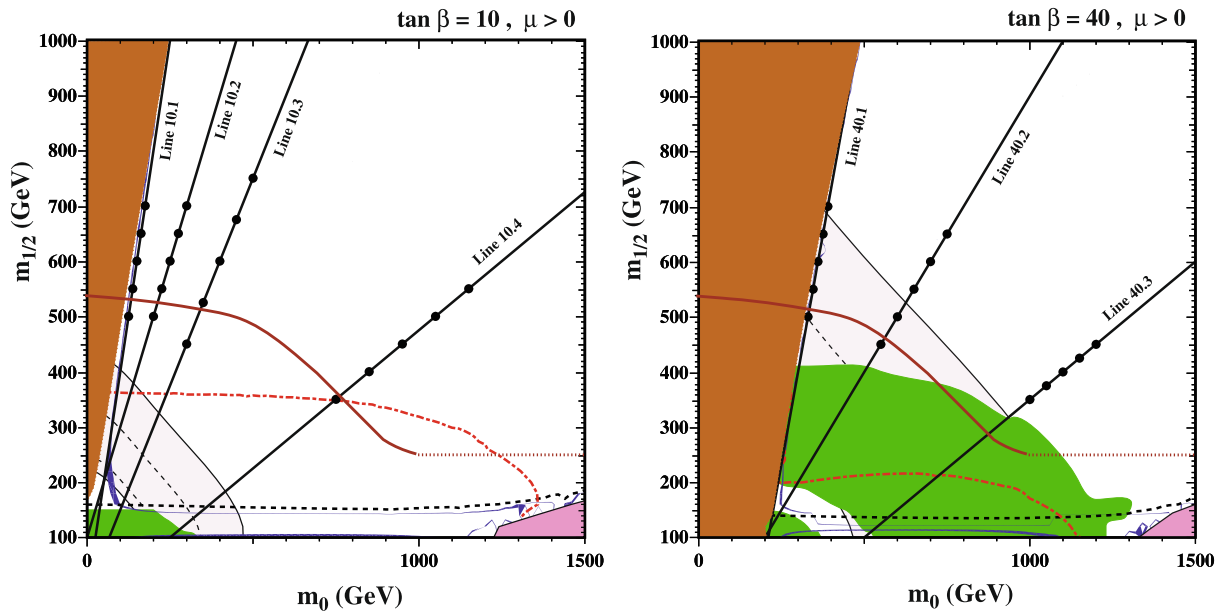 tan β = 10 , μ > 0
1000
900
800
700
600
500
400
300
200
100
m1/2 (GeV)
Line 10.1
Line 10.2
Line 10.3
Line 10.4
0
1000
1500
m0 (GeV)
tan β = 40 , μ > 0
1000
900
800
700
600
500
400
300
200
100
m1/2 (GeV)
Line 40.1
Line 40.2
Line 40.3
0
1000
1500
m0 (GeV)